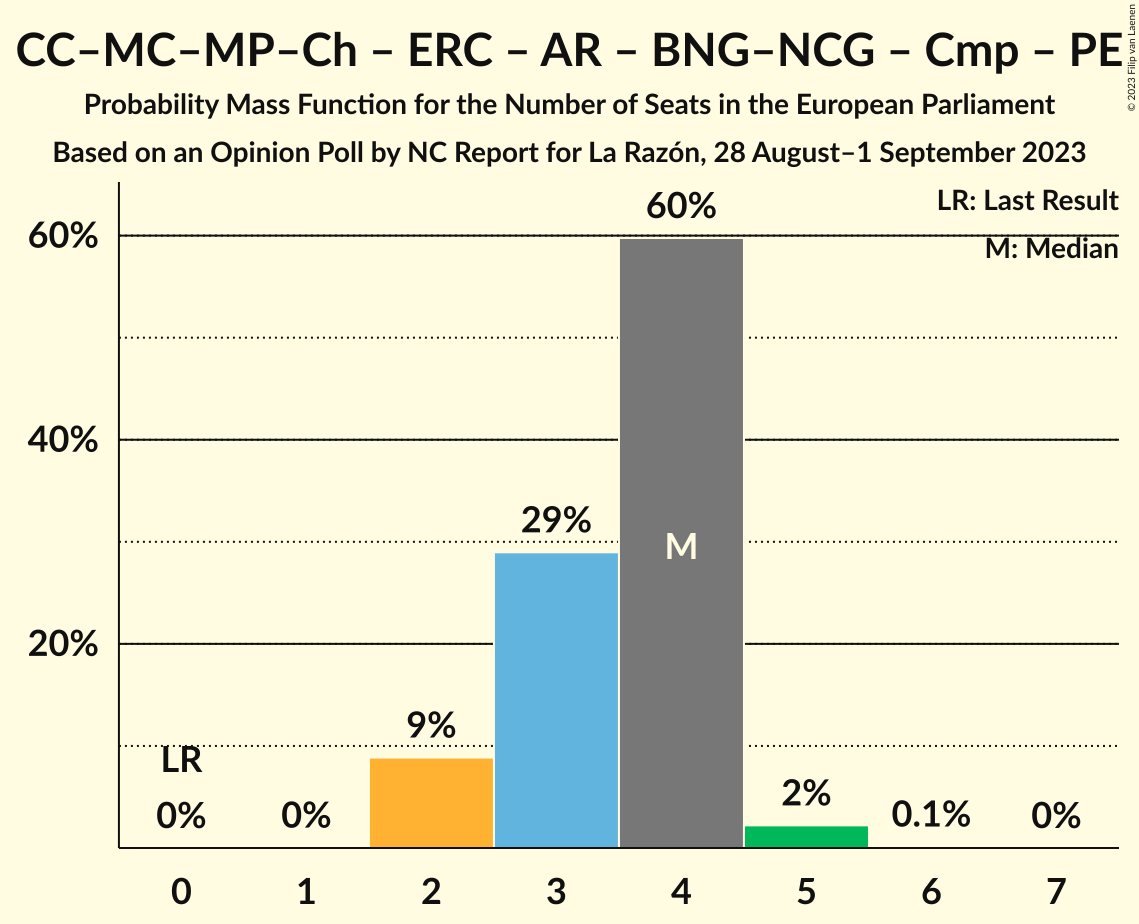 CC–MC–MP–Ch – ERC – AR – BNG–NCG – Cmp – PE
© 2023 Filip van Laenen
Probability Mass Function for the Number of Seats in the European Parliament
Based on an Opinion Poll by NC Report for La Razón, 28 August–1 September 2023
LR: Last Result
M: Median
60%
40%
20%
LR
0%
0%
9%
29%
60%
M
2%
0.1%
0%
0 1 2 3 4 5 6 7